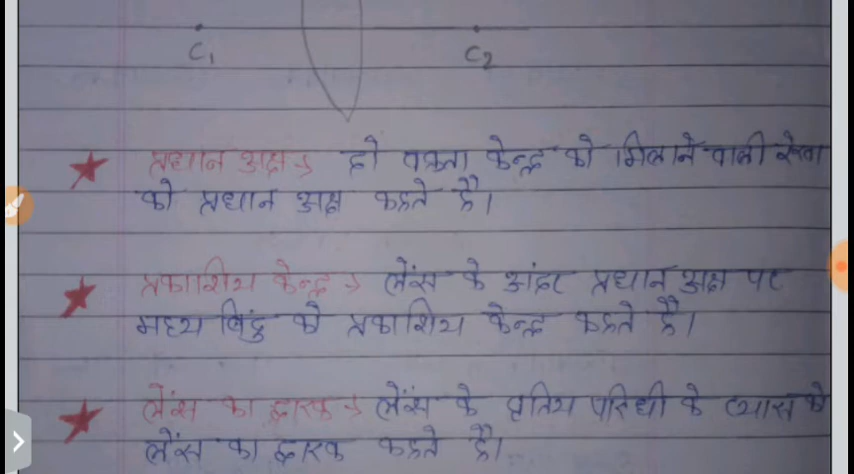 C₁ C₂
प्रधान अक्ष → दो वक्रता केन्द्र को मिलाने वाली रेखा
को प्रधान अक्ष कहते है।
प्रकाशिय केन्द्र → लेंस के अंदर प्रधान अक्ष पर
मध्य बिंदु को प्रकाशिय केन्द्र कहते है।
लेंस का द्वारक → लेंस के वृतिय परिधी के व्यास को
लेंस का द्वारक कहते है।